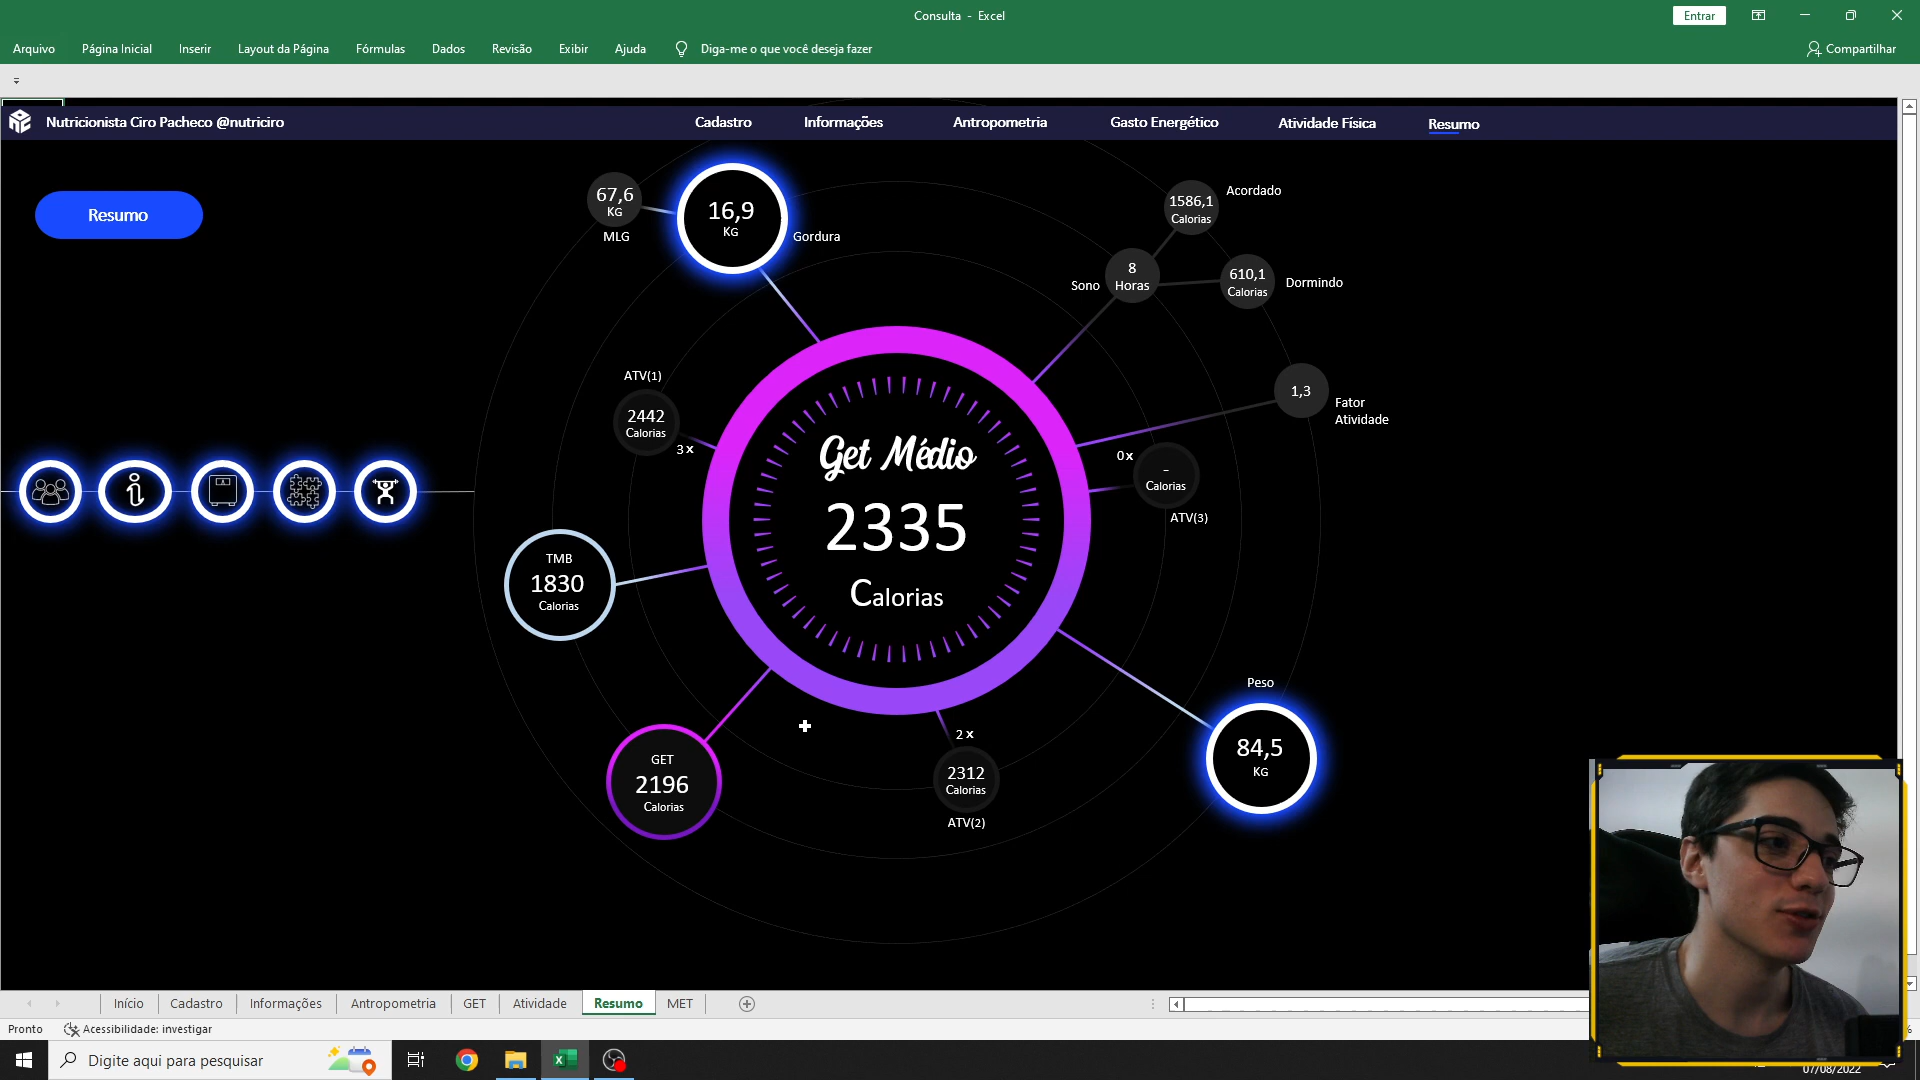 Consulta - Excel
Entrar
Arquivo
Página Inicial
Inserir
Layout da Página
Fórmulas
Dados
Revisão
Exibir
Ajuda
Diga-me o que você deseja fazer
Compartilhar
Nutricionista Ciro Pacheco @nutriciro
Cadastro
Informações
Antropometria
Gasto Energético
Atividade Física
Resumo
Resumo
67,6
KG
MLG
16,9
KG
Gordura
1586,1
Calorias
Acordado
Sono
8
Horas
610,1
Calorias
Dormindo
1,3
Fator
Atividade
ATV(1)
2442
Calorias
3 x
0 x
-
Calorias
ATV(3)
Get Médio
2335
Calorias
TMB
1830
Calorias
GET
2196
Calorias
2 x
2312
Calorias
ATV(2)
Peso
84,5
KG
Início
Cadastro
Informações
Antropometria
GET
Atividade
Resumo
MET
Pronto
Acessibilidade: investigar
Digite aqui para pesquisar
07/08/2022